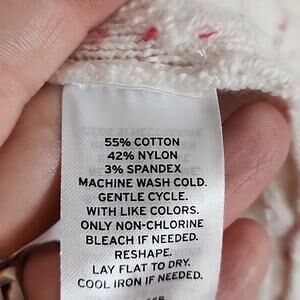 55% COTTON
42% NYLON
3% SPANDEX
MACHINE WASH COLD.
GENTLE CYCLE.
WITH LIKE COLORS.
ONLY NON-CHLORINE
BLEACH IF NEEDED.
RESHAPE.
LAY FLAT TO DRY.
COOL IRON IF NEEDED.